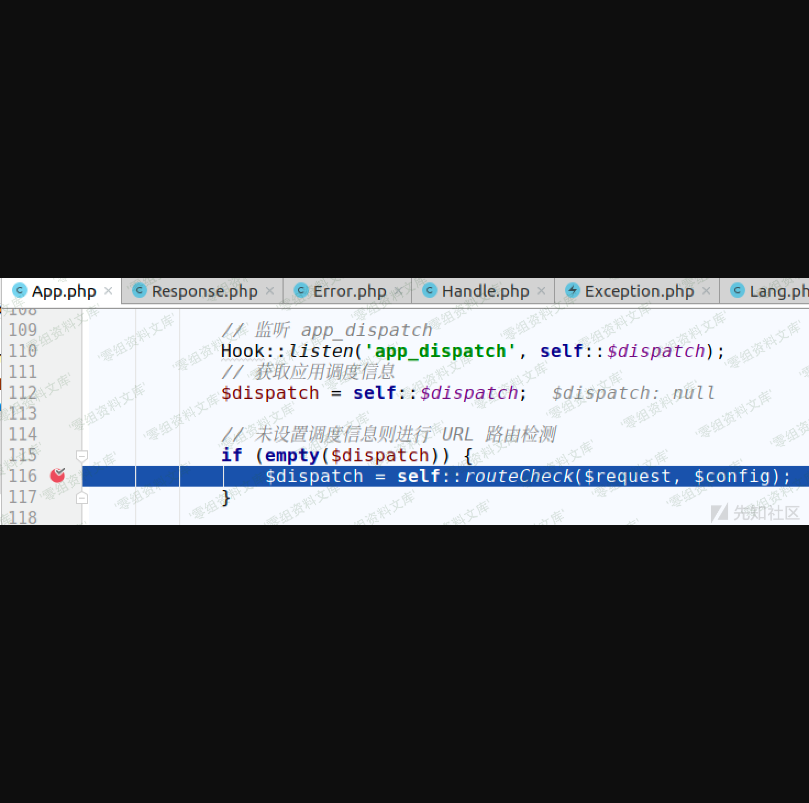 App.php
Response.php
Error.php
Handle.php
Exception.php
Lang.ph
108
109 // 监听 app_dispatch
110 Hook::listen('app_dispatch', self::$dispatch);
111 // 获取应用调度信息
112 $dispatch = self::$dispatch; $dispatch: null
113
114 // 未设置调度信息则进行 URL 路由检测
115 if (empty($dispatch)) {
116 $dispatch = self::routeCheck($request, $config);
117 }
118
零组资料文库
先知社区